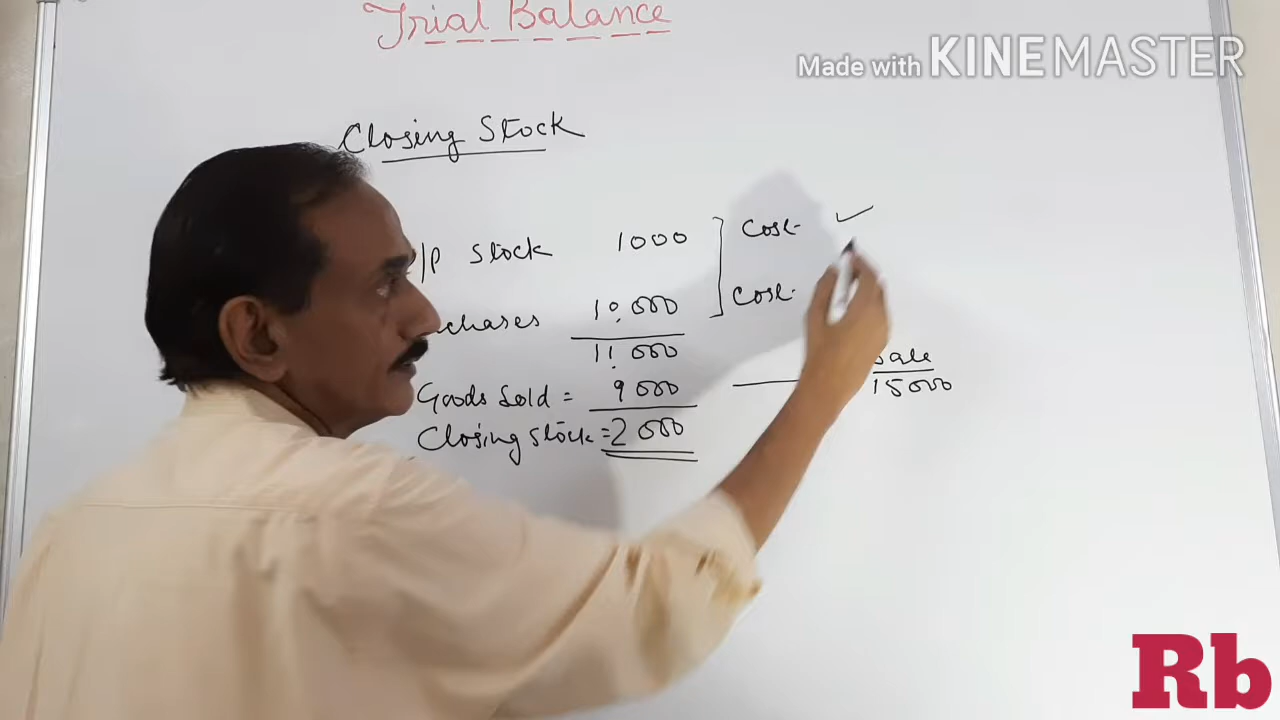 Trial Balance
Made with KINEMASTER
Closing Stock
/P Stock 1000 Cost
chases 10,000 Cost
11,000
Sale
Goods Sold = 9000 15000
Closing Stock = 2000
Rb